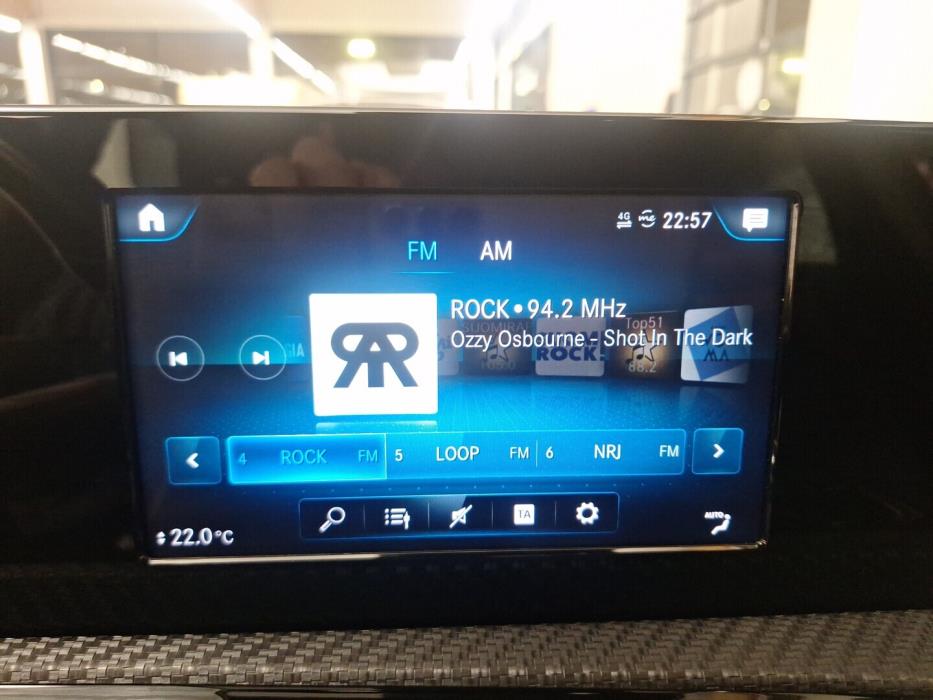 4G me 22:57
FM AM
ROCK • 94.2 MHz
Ozzy Osbourne - Shot In The Dark
Top51
ROCK!
88.2
4 ROCK FM 5 LOOP FM 6 NRJ FM
TA
22.0°C
AUTO